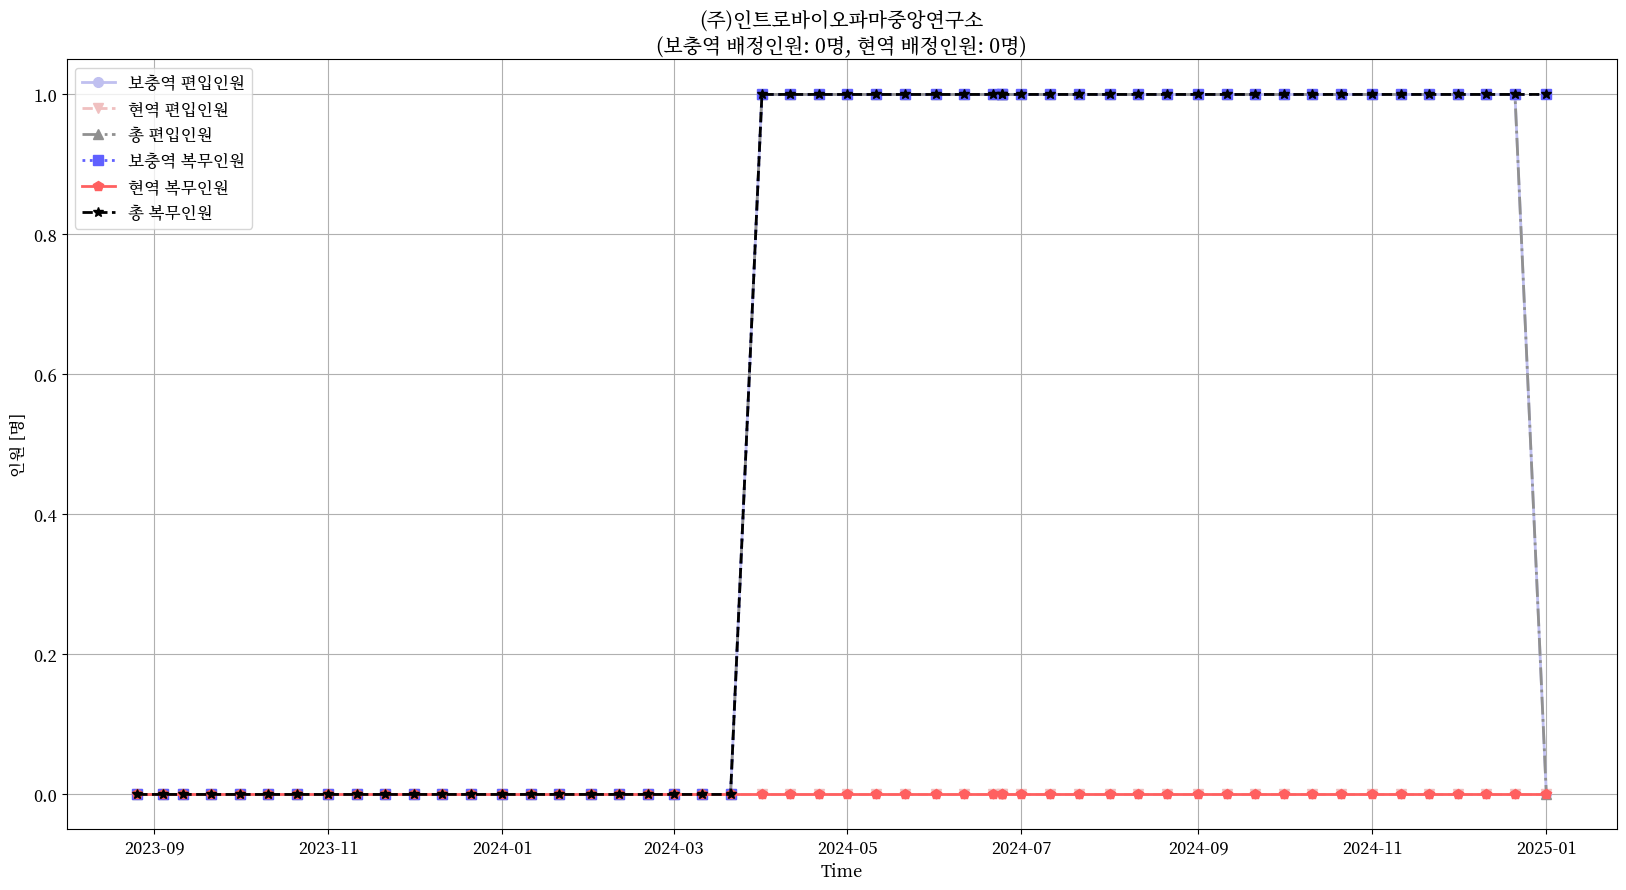 (주)인트로바이오파마중앙연구소
(보충역 배정인원: 0명, 현역 배정인원: 0명)
보충역 편입인원
현역 편입인원
총 편입인원
보충역 복무인원
현역 복무인원
총 복무인원
1.0
0.8
0.6
0.4
0.2
0.0
인원 [명]
2023-09
2023-11
2024-01
2024-03
2024-05
2024-07
2024-09
2024-11
2025-01
Time